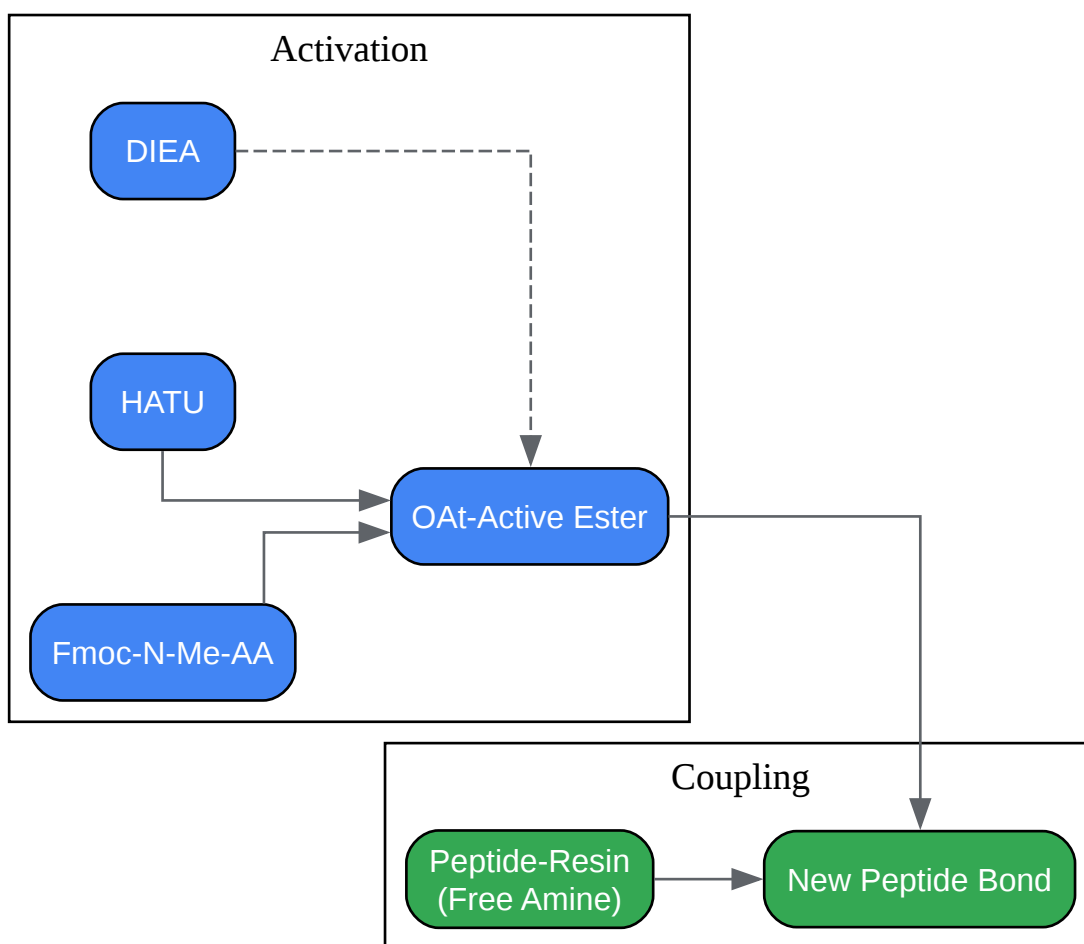 Activation
DIEA
HATU
OAt-Active Ester
Fmoc-N-Me-AA
Coupling
Peptide-Resin
(Free Amine)
New Peptide Bond